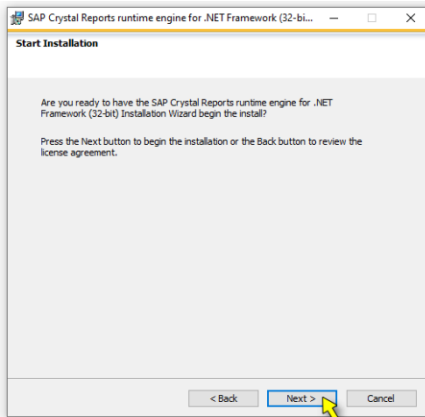 SAP Crystal Reports runtime engine for .NET Framework (32-bi...
Start Installation
Are you ready to have the SAP Crystal Reports runtime engine for .NET
Framework (32-bit) Installation Wizard begin the install?
Press the Next button to begin the installation or the Back button to review the
license agreement.
< Back
Next >
Cancel